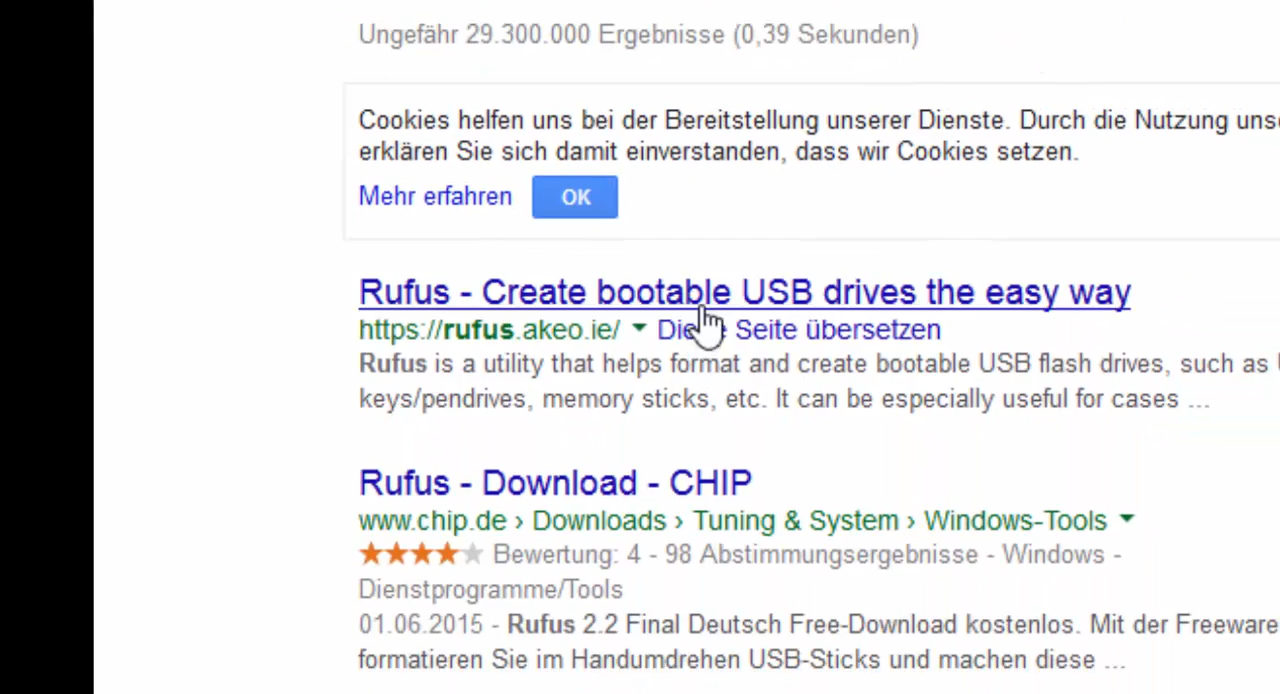 Ungefähr 29.300.000 Ergebnisse (0,39 Sekunden)
Cookies helfen uns bei der Bereitstellung unserer Dienste. Durch die Nutzung
erklären Sie sich damit einverstanden, dass wir Cookies setzen.
Mehr erfahren OK
Rufus - Create bootable USB drives the easy way
https://rufus.akeo.ie/ Seite übersetzen
Rufus is a utility that helps format and create bootable USB flash drives, such as
keys/pendrives, memory sticks, etc. It can be especially useful for cases ...
Rufus - Download - CHIP
www.chip.de › Downloads › Tuning & System › Windows-Tools
Bewertung: 4 - 98 Abstimmungsergebnisse - Windows -
Dienstprogramme/Tools
01.06.2015 - Rufus 2.2 Final Deutsch Free-Download kostenlos. Mit der Freeware
formatieren Sie im Handumdrehen USB-Sticks und machen diese ...